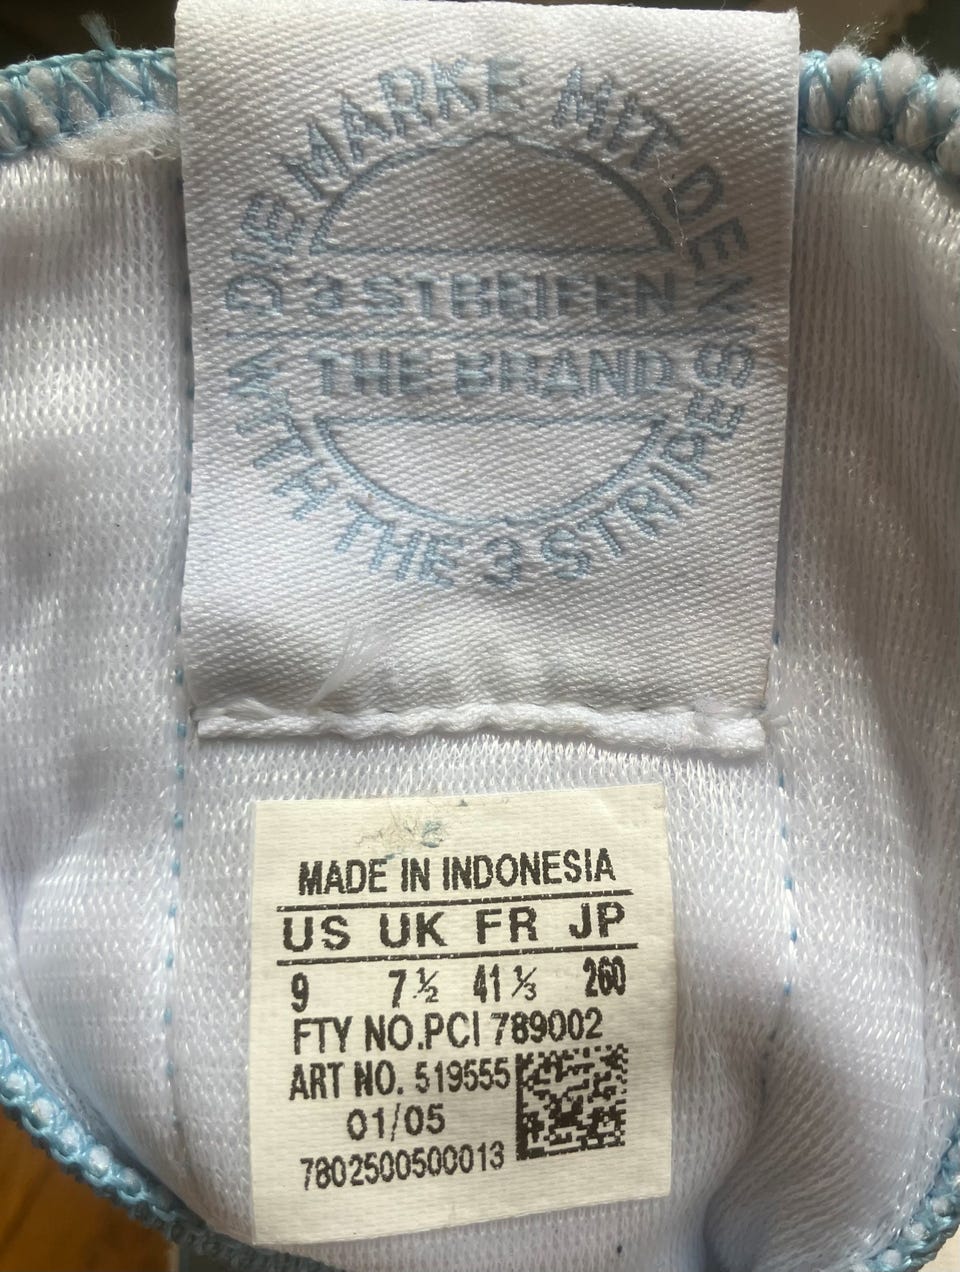 DIE MARKE MIT DEN
3 STREIFEN
THE BRAND
WITH THE 3 STRIPES
MADE IN INDONESIA
US UK FR JP
9 7½ 41⅓ 260
FTY NO.PCI 789002
ART NO. 519555
01/05
7802500500013